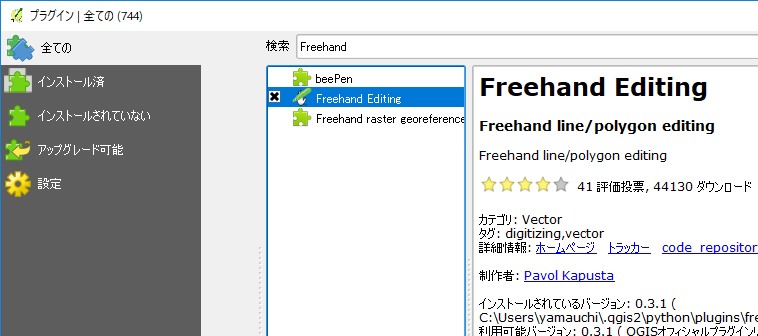 プラグイン | 全ての (744)
全ての
検索 Freehand
インストール済
インストールされていない
アップグレード可能
設定
beePen
Freehand Editing
Freehand raster georeference
Freehand Editing
Freehand line/polygon editing
Freehand line/polygon editing
41 評価投票, 44130 ダウンロード
カテゴリ: Vector
タグ: digitizing,vector
詳細情報: ホームページ トラッカー code_repositor
制作者: Pavol Kapusta
インストールされているバージョン: 0.3.1 (
C:\Users\yamauchi\.qgis2\python\plugins\fre
利用可能バージョン: 0.3.1 ( QGISオフィシャルプラグインリ